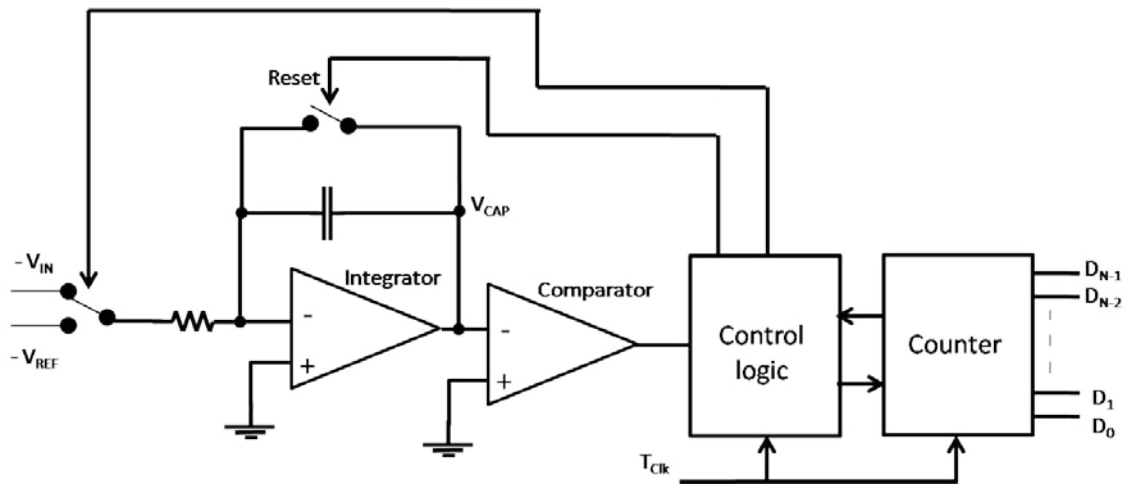 Reset
V_CAP
– V_IN
Integrator
Comparator
–
+
–
+
– V_REF
Control
logic
Counter
D_N-1
D_N-2
D_1
D_0
T_Clk